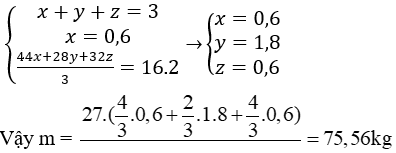 x + y + z = 3
x = 0,6
44x+28y+32z / 3 = 16.2
→
x = 0,6
y = 1,8
z = 0,6
Vậy m = 27.(4/3.0,6+2/3.1.8+4/3.0,6) / = 75,56kg